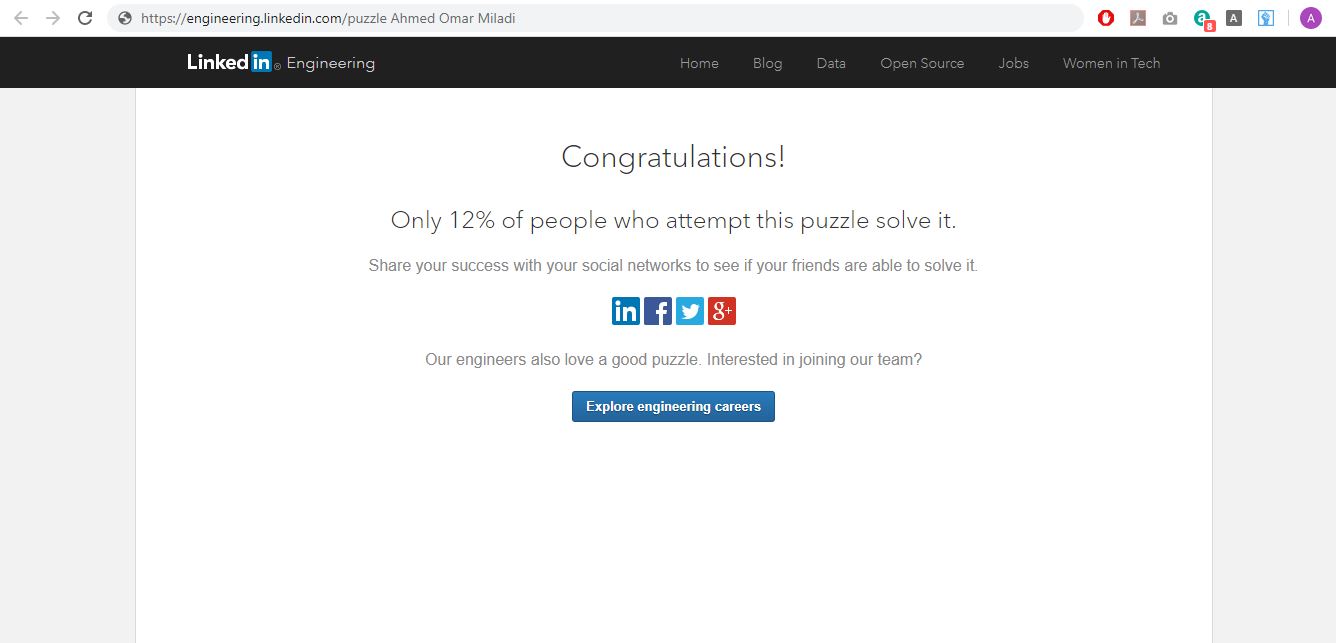 https://engineering.linkedin.com/puzzle Ahmed Omar Miladi
8
A
A
Linked in ® Engineering
Home Blog Data Open Source Jobs Women in Tech
Congratulations!
Only 12% of people who attempt this puzzle solve it.
Share your success with your social networks to see if your friends are able to solve it.
in f g+
Our engineers also love a good puzzle. Interested in joining our team?
Explore engineering careers